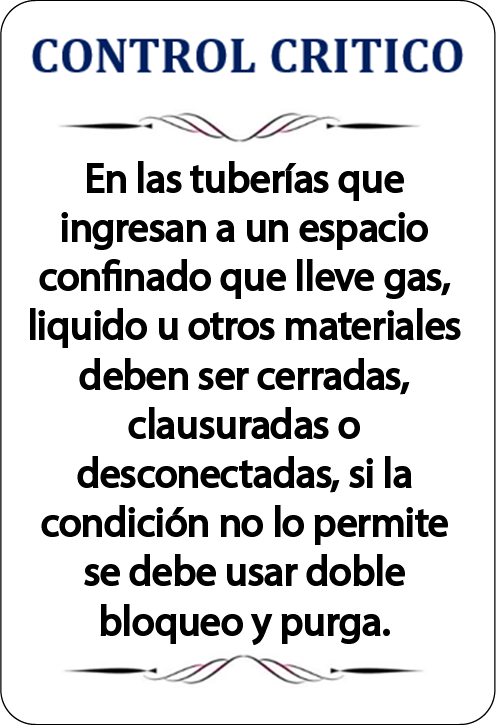 CONTROL CRITICO
En las tuberías que
ingresan a un espacio
confinado que lleve gas,
liquido u otros materiales
deben ser cerradas,
clausuradas o
desconectadas, si la
condición no lo permite
se debe usar doble
bloqueo y purga.